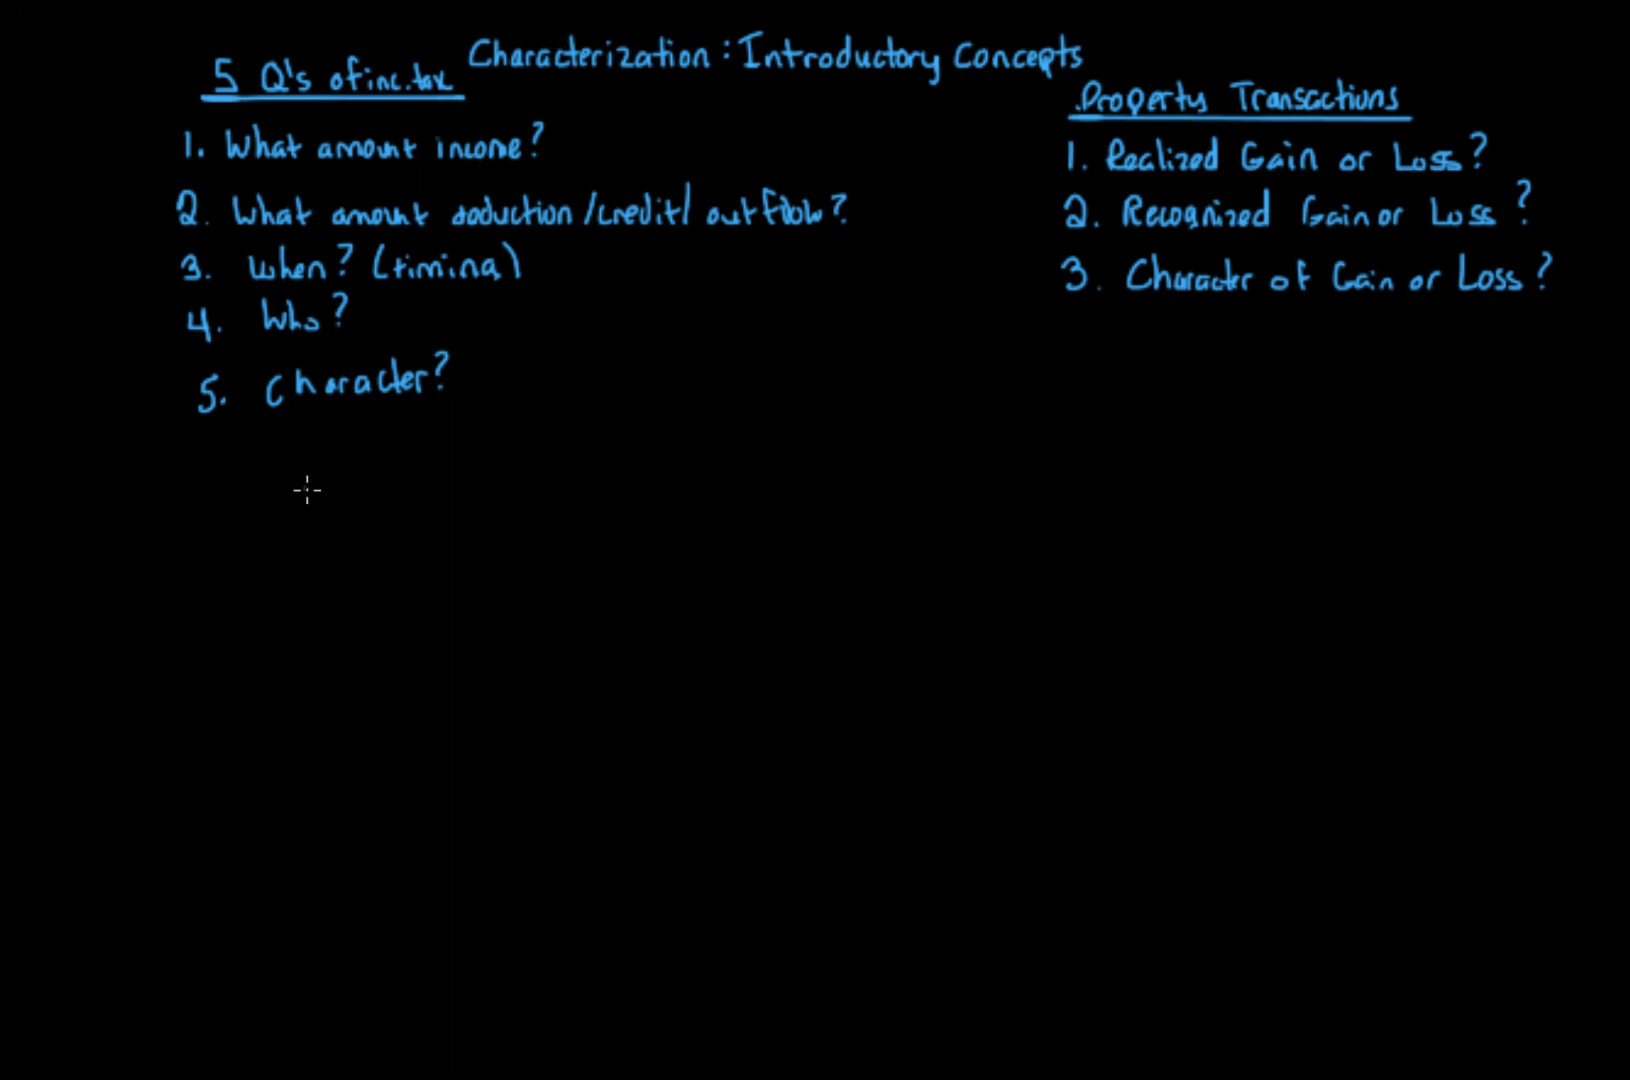 Characterization: Introductory Concepts
5 Q's of inc. tax
1. What amount income?
2. What amount deduction/credit/outflow?
3. When? (timing)
4. Who?
5. Character?
Property Transactions
1. Realized Gain or Loss?
2. Recognized Gain or Loss?
3. Character of Gain or Loss?